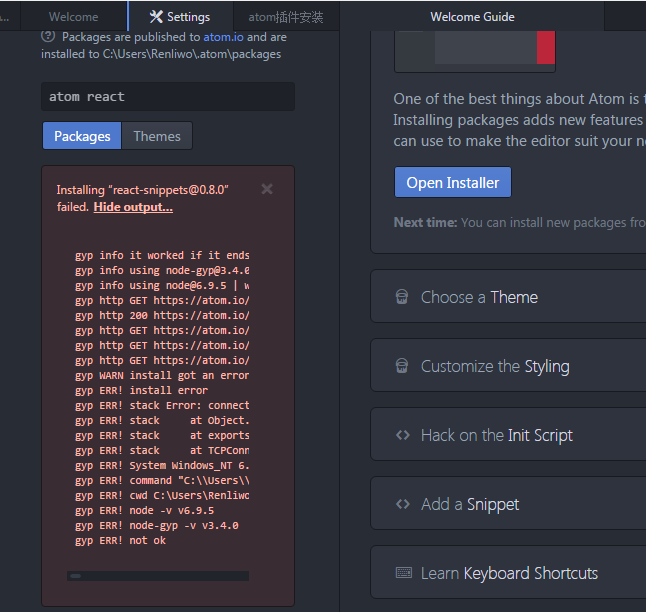 Welcome
Settings
atom插件安装
Welcome Guide
Packages are published to atom.io and are
installed to C:\Users\Renliwo\.atom\packages
atom react
Packages
Themes
Installing “react-snippets@0.8.0”
failed. Hide output...
gyp info it worked if it ends
gyp info using node-gyp@3.4.0
gyp info using node@6.9.5 | w
gyp http GET https://atom.io/
gyp http 200 https://atom.io/
gyp http GET https://atom.io/
gyp http GET https://atom.io/
gyp http GET https://atom.io/
gyp WARN install got an erron
gyp ERR! install error
gyp ERR! stack Error: connect
gyp ERR! stack     at Object.
gyp ERR! stack     at exports
gyp ERR! stack     at TCPConn
gyp ERR! System Windows_NT 6.
gyp ERR! command "C:\\Users\\
gyp ERR! cwd C:\Users\Renliwo
gyp ERR! node -v v6.9.5
gyp ERR! node-gyp -v v3.4.0
gyp ERR! not ok
One of the best things about Atom is t
Installing packages adds new features
can use to make the editor suit your n
Open Installer
Next time: You can install new packages fro
Choose a Theme
Customize the Styling
Hack on the Init Script
Add a Snippet
Learn Keyboard Shortcuts